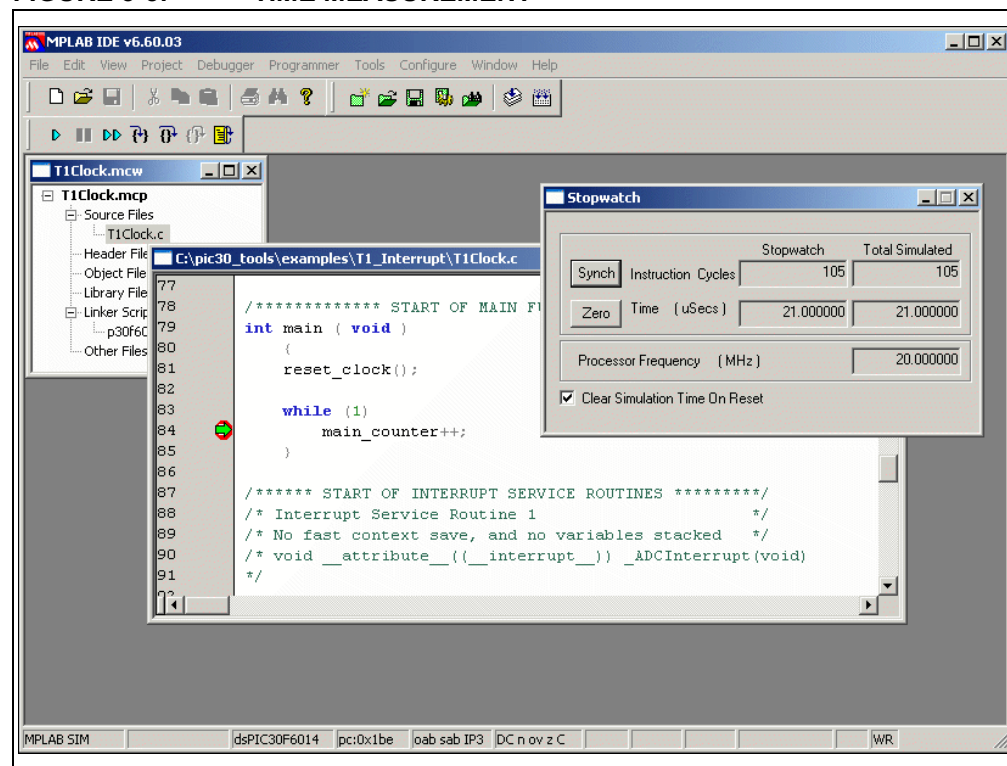 MPLAB IDE v6.60.03
File Edit View Project Debugger Programmer Tools Configure Window Help
T1Clock.mcw
T1Clock.mcp
Source Files
T1Clock.c
Header File
Object File
Library File
Linker Scrip
p30f60
Other Files
C:\pic30_tools\examples\T1_Interrupt\T1Clock.c
77
78 /************* START OF MAIN F
79 int main ( void )
80 {
81 reset_clock();
82
83 while (1)
84 main_counter++;
85 }
86
87 /****** START OF INTERRUPT SERVICE ROUTINES *********/
88 /* Interrupt Service Routine 1 */
89 /* No fast context save, and no variables stacked */
90 /* void __attribute__((__interrupt__)) _ADCInterrupt(void)
91 */
Stopwatch
Stopwatch Total Simulated
Synch Instruction Cycles 105 105
Zero Time (uSecs) 21.000000 21.000000
Processor Frequency (MHz) 20.000000
Clear Simulation Time On Reset
MPLAB SIM dsPIC30F6014 pc:0x1be oab sab IP3 DC n ov z C WR